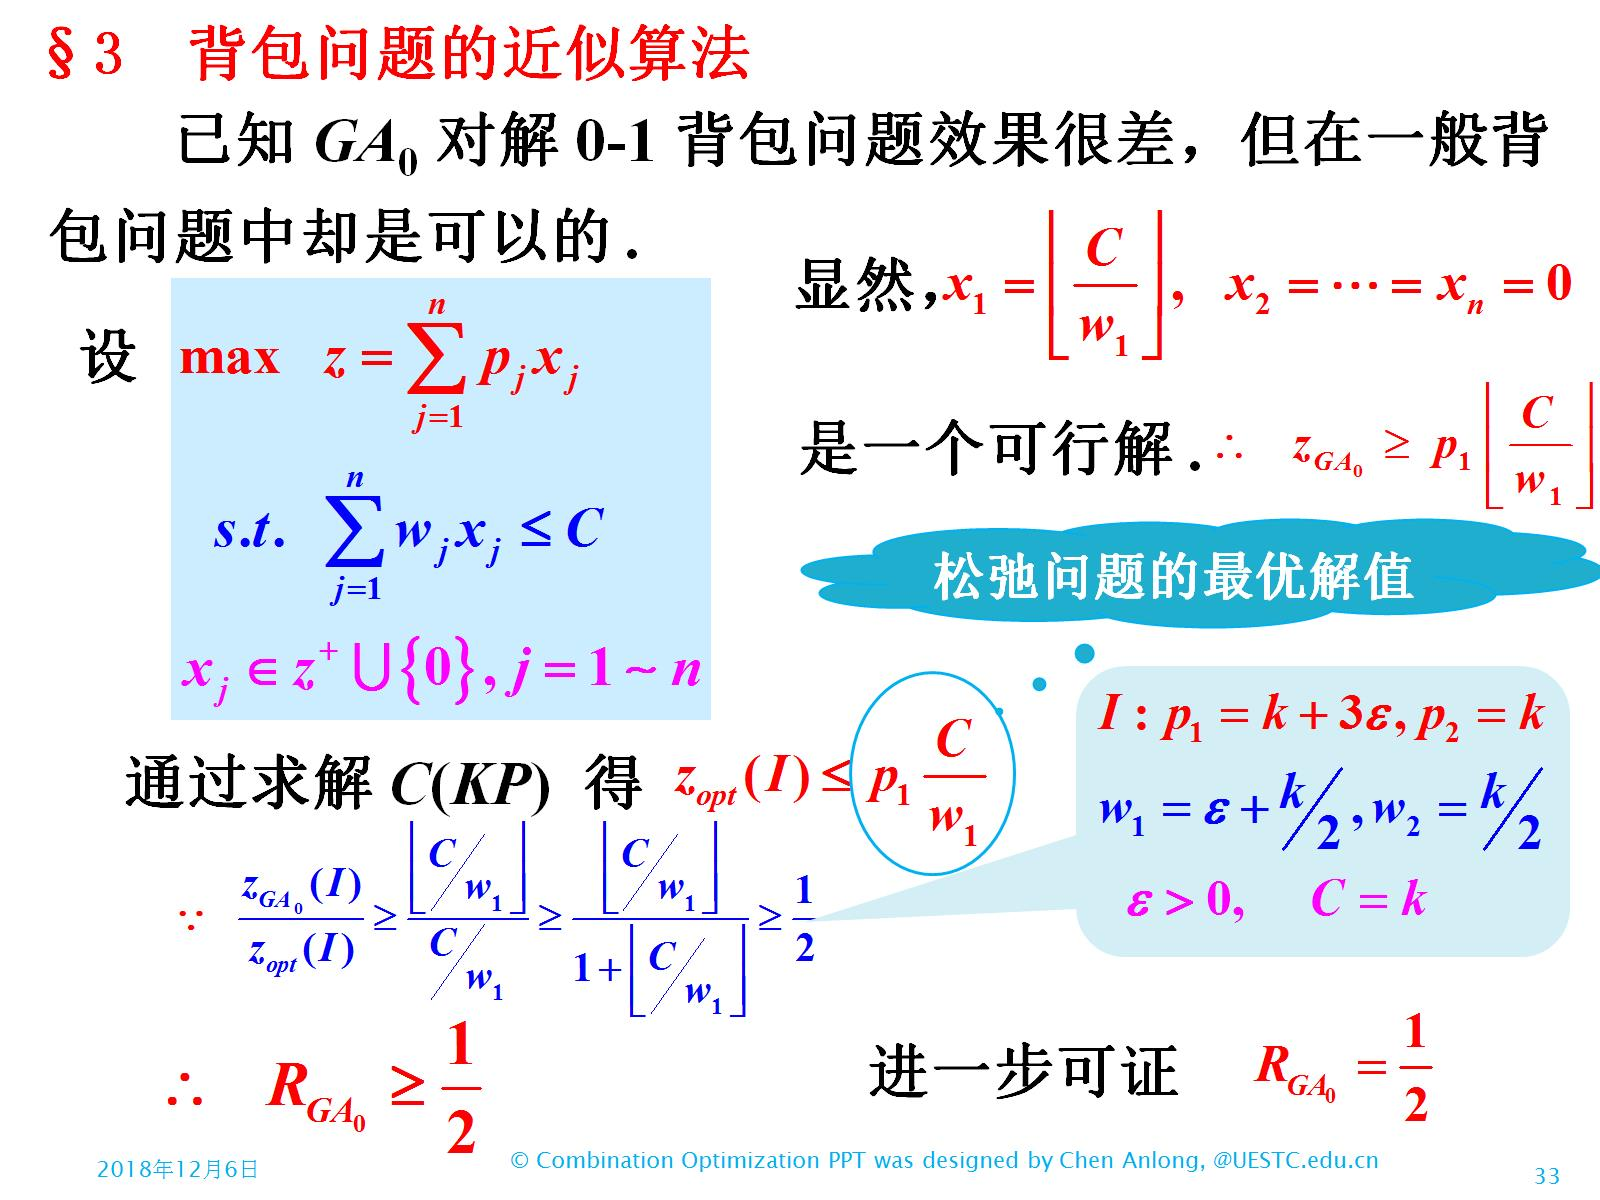 §3 背包问题的近似算法
已知 GA₀ 对解 0-1 背包问题效果很差，但在一般背
包问题中却是可以的.
设 max z = ∑_{j=1}^{n} p_j x_j
s.t. ∑_{j=1}^{n} w_j x_j ≤ C
x_j ∈ z⁺ ⋃ {0}, j = 1 ~ n
显然, x₁ = ⌊C/w₁⌋, x₂ = ⋯ = x_n = 0
是一个可行解. ∴ z_{GA₀} ≥ p₁ ⌊C/w₁⌋
松弛问题的最优解值
通过求解 C(KP) 得 z_{opt}(I) ≤ p₁ C/w₁
I : p₁ = k + 3ε, p₂ = k
w₁ = ε + k/2, w₂ = k/2
ε > 0, C = k
∵ z_{GA₀}(I)/z_{opt}(I) ≥ ⌊C/w₁⌋/(C/w₁) ≥ ⌊C/w₁⌋/(1+⌊C/w₁⌋) ≥ 1/2
∴ R_{GA₀} ≥ 1/2
进一步可证 R_{GA₀} = 1/2
2018年12月6日
© Combination Optimization PPT was designed by Chen Anlong, @UESTC.edu.cn
33